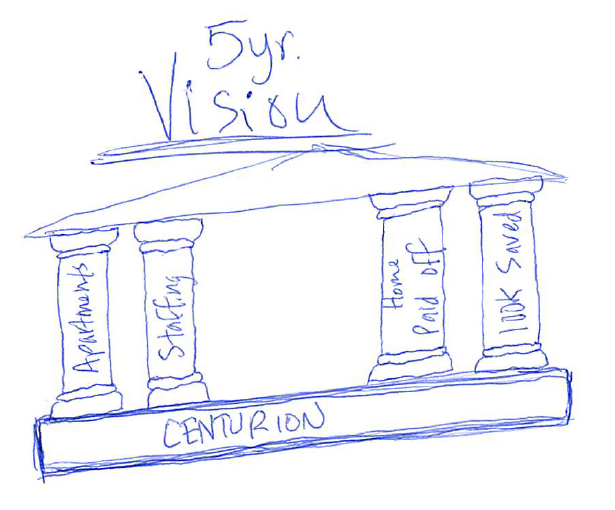 5yr.
Vision
Apartments
Staffing
Home
Paid off
100K Saved
CENTURION